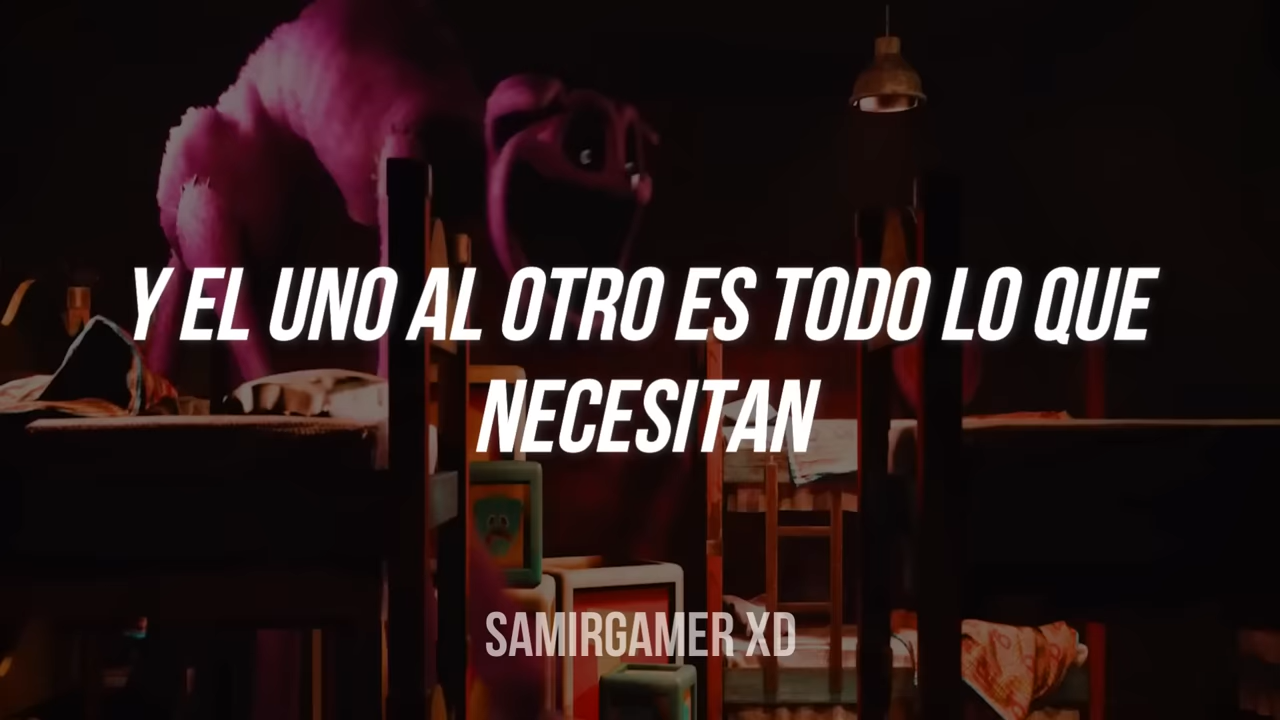 Y EL UNO AL OTRO ES TODO LO QUE
NECESITAN
SAMIRGAMER XD